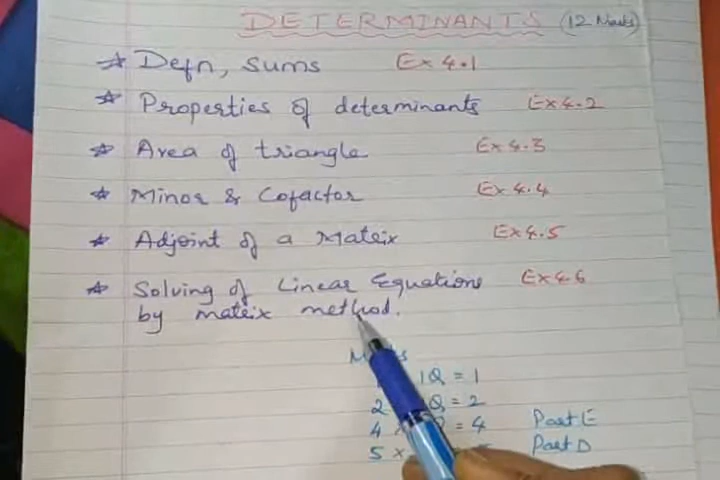 DETERMINANTS (12 Marks)
* Defn, sums Ex 4.1
* Properties of determinants Ex 4.2
* Area of triangle Ex 4.3
* Minor & Cofactor Ex 4.4
* Adjoint of a Matrix Ex 4.5
* Solving of Linear Equations Ex 4.6
by matrix method.
1Q = 1
2 Q = 2
4 × = 4 Part E
5 × Part D